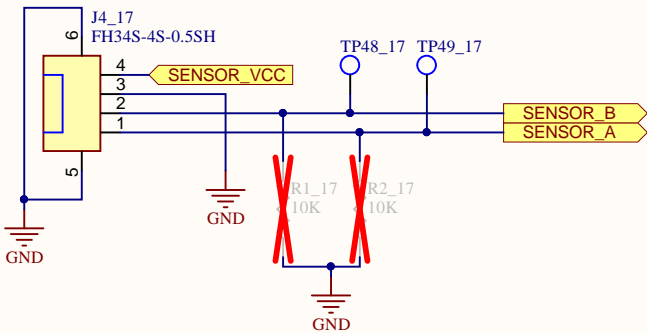 J4_17
FH34S-4S-0.5SH
6
TP48_17 TP49_17
4
SENSOR_VCC
3
2
SENSOR_B
1
SENSOR_A
5
R1_17 R2_17
10K 10K
GND
GND
GND